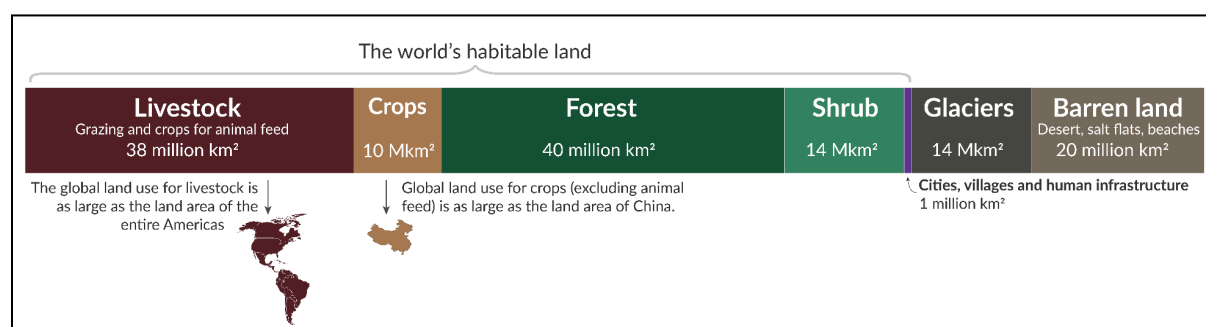 The world's habitable land
Livestock
Grazing and crops for animal feed
38 million km²
Crops
10 Mkm²
Forest
40 million km²
Shrub
14 Mkm²
Glaciers
14 Mkm²
Barren land
Desert, salt flats, beaches
20 million km²
The global land use for livestock is
as large as the land area of the
entire Americas
Global land use for crops (excluding animal
feed) is as large as the land area of China.
Cities, villages and human infrastructure
1 million km²